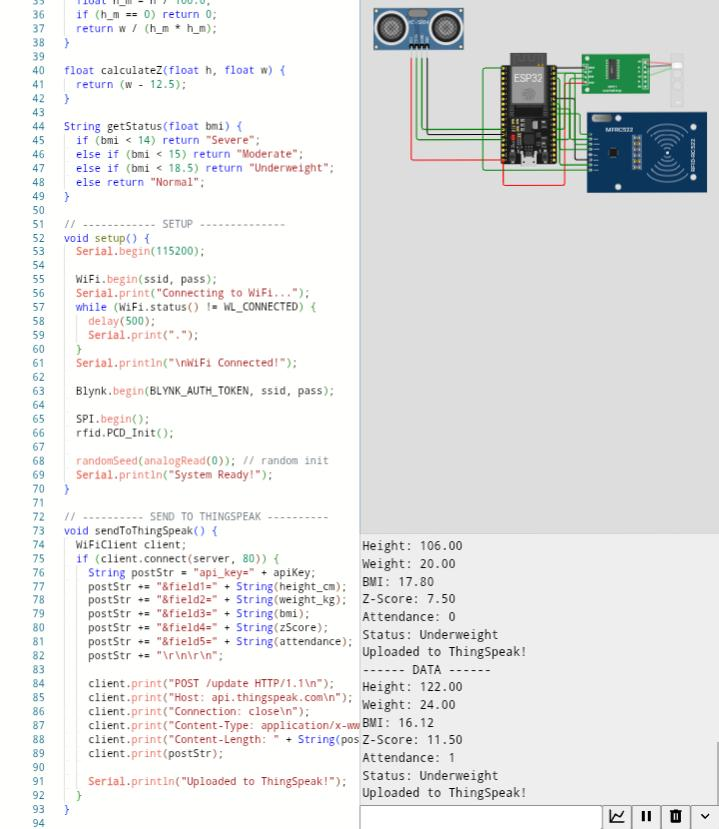 35 float h_m = h / 100.0;
36 if (h_m == 0) return 0;
37 return w / (h_m * h_m);
38 }
39
40 float calculateZ(float h, float w) {
41 return (w - 12.5);
42 }
43
44 String getStatus(float bmi) {
45 if (bmi < 14) return "Severe";
46 else if (bmi < 15) return "Moderate";
47 else if (bmi < 18.5) return "Underweight";
48 else return "Normal";
49 }
50
51 // ------------ SETUP --------------
52 void setup() {
53 Serial.begin(115200);
54
55 WiFi.begin(ssid, pass);
56 Serial.print("Connecting to WiFi...");
57 while (WiFi.status() != WL_CONNECTED) {
58 delay(500);
59 Serial.print(".");
60 }
61 Serial.println("\nWiFi Connected!");
62
63 Blynk.begin(BLYNK_AUTH_TOKEN, ssid, pass);
64
65 SPI.begin();
66 rfid.PCD_Init();
67
68 randomSeed(analogRead(0)); // random init
69 Serial.println("System Ready!");
70 }
71
72 // ---------- SEND TO THINGSPEAK ----------
73 void sendToThingSpeak() {
74 WiFiClient client;
75 if (client.connect(server, 80)) {
76 String postStr = "api_key=" + apiKey;
77 postStr += "&field1=" + String(height_cm);
78 postStr += "&field2=" + String(weight_kg);
79 postStr += "&field3=" + String(bmi);
80 postStr += "&field4=" + String(zScore);
81 postStr += "&field5=" + String(attendance);
82 postStr += "\r\n\r\n";
83
84 client.print("POST /update HTTP/1.1\n");
85 client.print("Host: api.thingspeak.com\n");
86 client.print("Connection: close\n");
87 client.print("Content-Type: application/x-ww
88 client.print("Content-Length: " + String(pos
89 client.print(postStr);
90
91 Serial.println("Uploaded to ThingSpeak!");
92 }
93 }
94
HC-SR04
ESP32
MFRC522
RFID-RC522
Height: 106.00
Weight: 20.00
BMI: 17.80
Z-Score: 7.50
Attendance: 0
Status: Underweight
Uploaded to ThingSpeak!
------ DATA ------
Height: 122.00
Weight: 24.00
BMI: 16.12
Z-Score: 11.50
Attendance: 1
Status: Underweight
Uploaded to ThingSpeak!